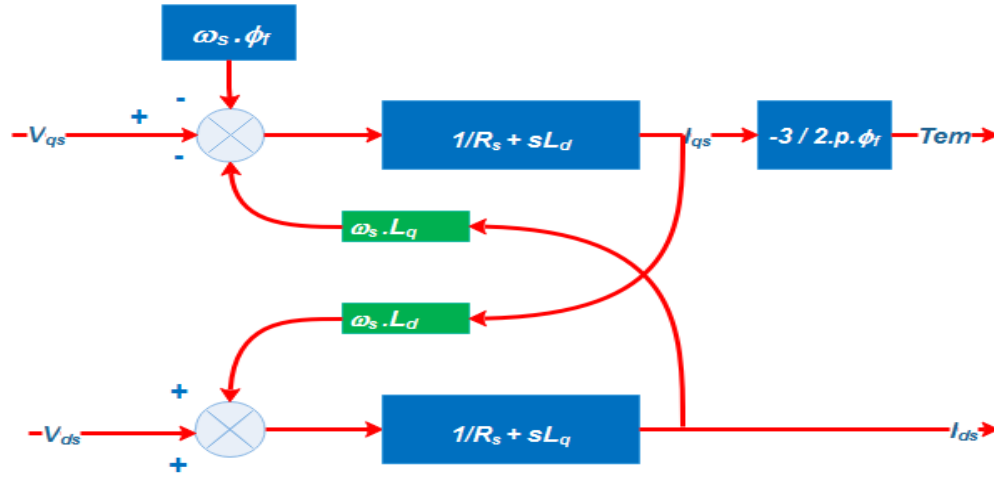 ωs . ϕf
-
+
Vqs
-
1/Rs + sLd
Iqs
-3 / 2.p.ϕf
Tem
ωs .Lq
ωs .Ld
+
Vds
1/Rs + sLq
Ids
+